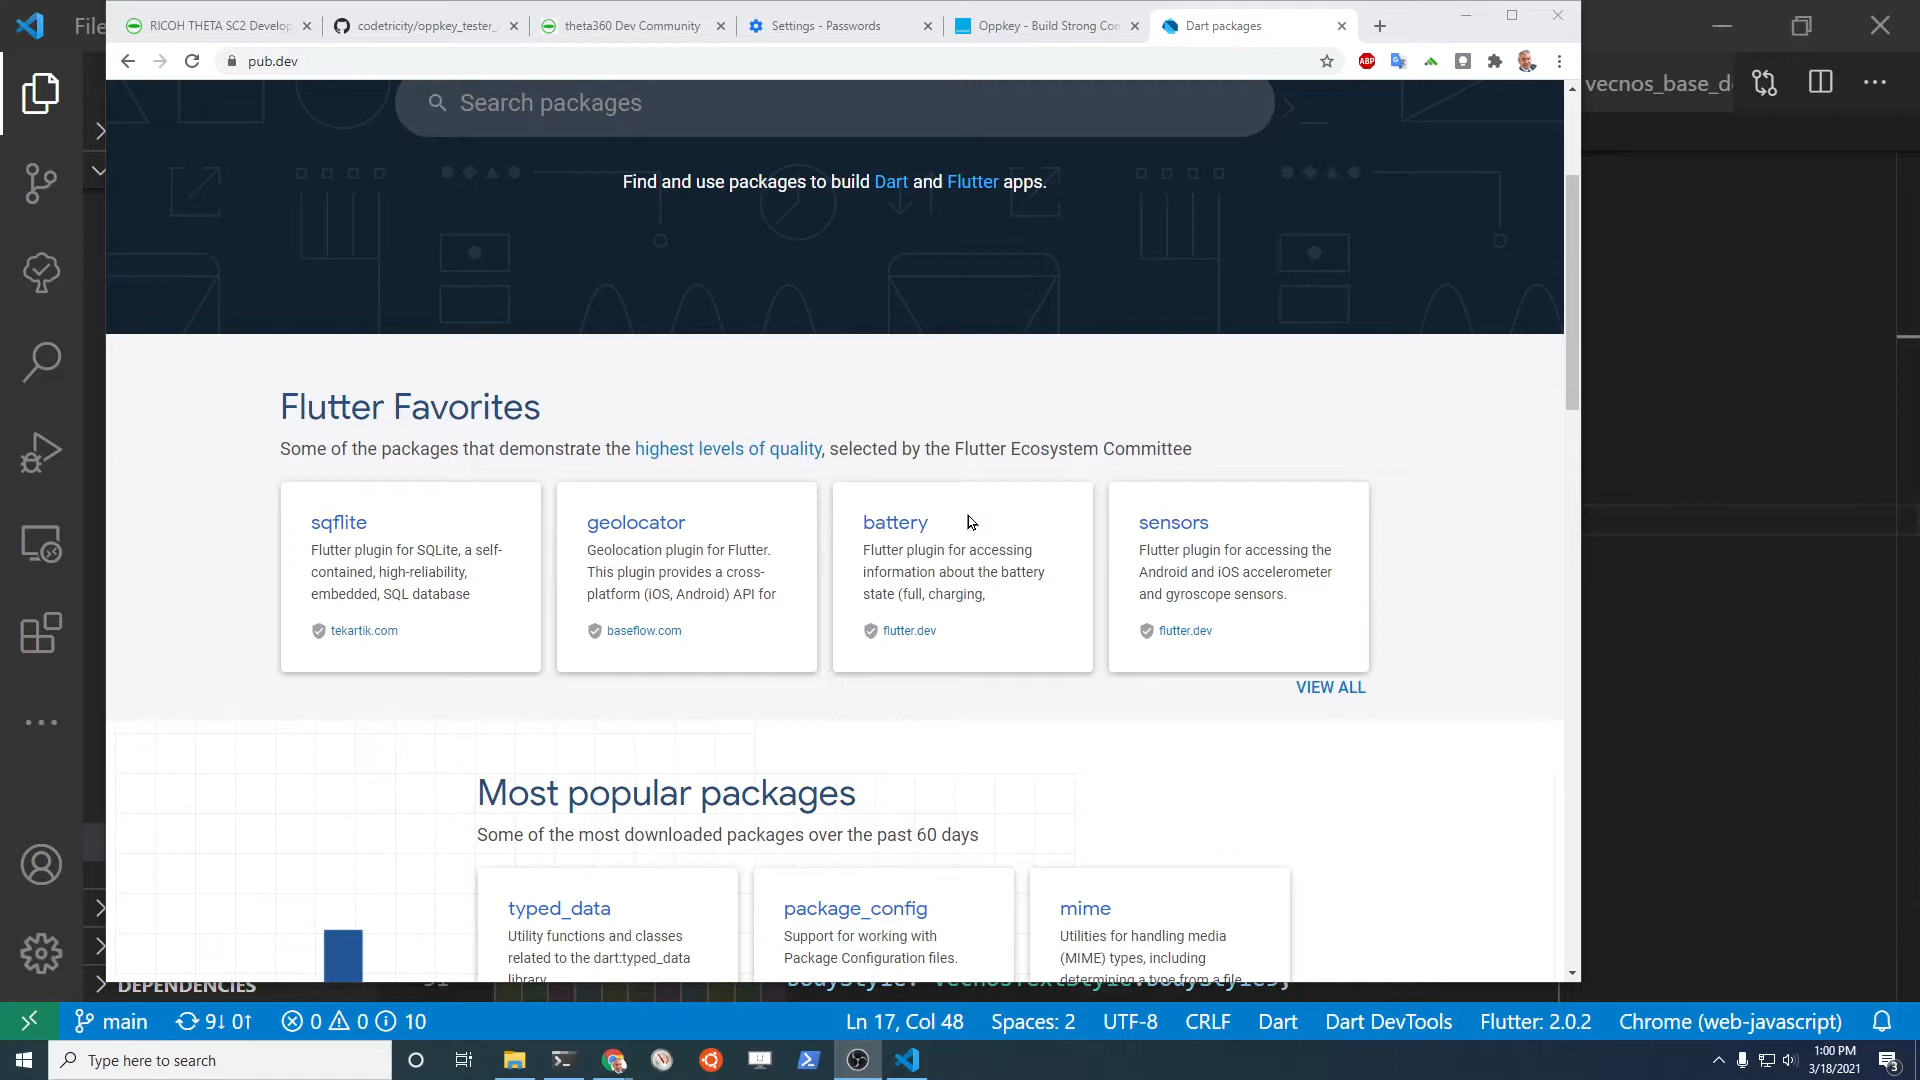 File
RICOH THETA SC2 Develop
codetricity/oppkey_tester_
theta360 Dev Community
Settings - Passwords
Oppkey - Build Strong Con
Dart packages
pub.dev
ABP
vecnos_base_d
Search packages
Find and use packages to build Dart and Flutter apps.
Flutter Favorites
Some of the packages that demonstrate the highest levels of quality, selected by the Flutter Ecosystem Committee
sqflite
Flutter plugin for SQLite, a self-
contained, high-reliability,
embedded, SQL database
tekartik.com
geolocator
Geolocation plugin for Flutter.
This plugin provides a cross-
platform (iOS, Android) API for
baseflow.com
battery
Flutter plugin for accessing
information about the battery
state (full, charging,
flutter.dev
sensors
Flutter plugin for accessing the
Android and iOS accelerometer
and gyroscope sensors.
flutter.dev
VIEW ALL
Most popular packages
Some of the most downloaded packages over the past 60 days
typed_data
Utility functions and classes
related to the dart:typed_data
library.
package_config
Support for working with
Package Configuration files.
mime
Utilities for handling media
(MIME) types, including
determining a type from a file
DEPENDENCIES
main
9↓ 0↑
0
0
10
Ln 17, Col 48
Spaces: 2
UTF-8
CRLF
Dart
Dart DevTools
Flutter: 2.0.2
Chrome (web-javascript)
Type here to search
1:00 PM
3/18/2021
3